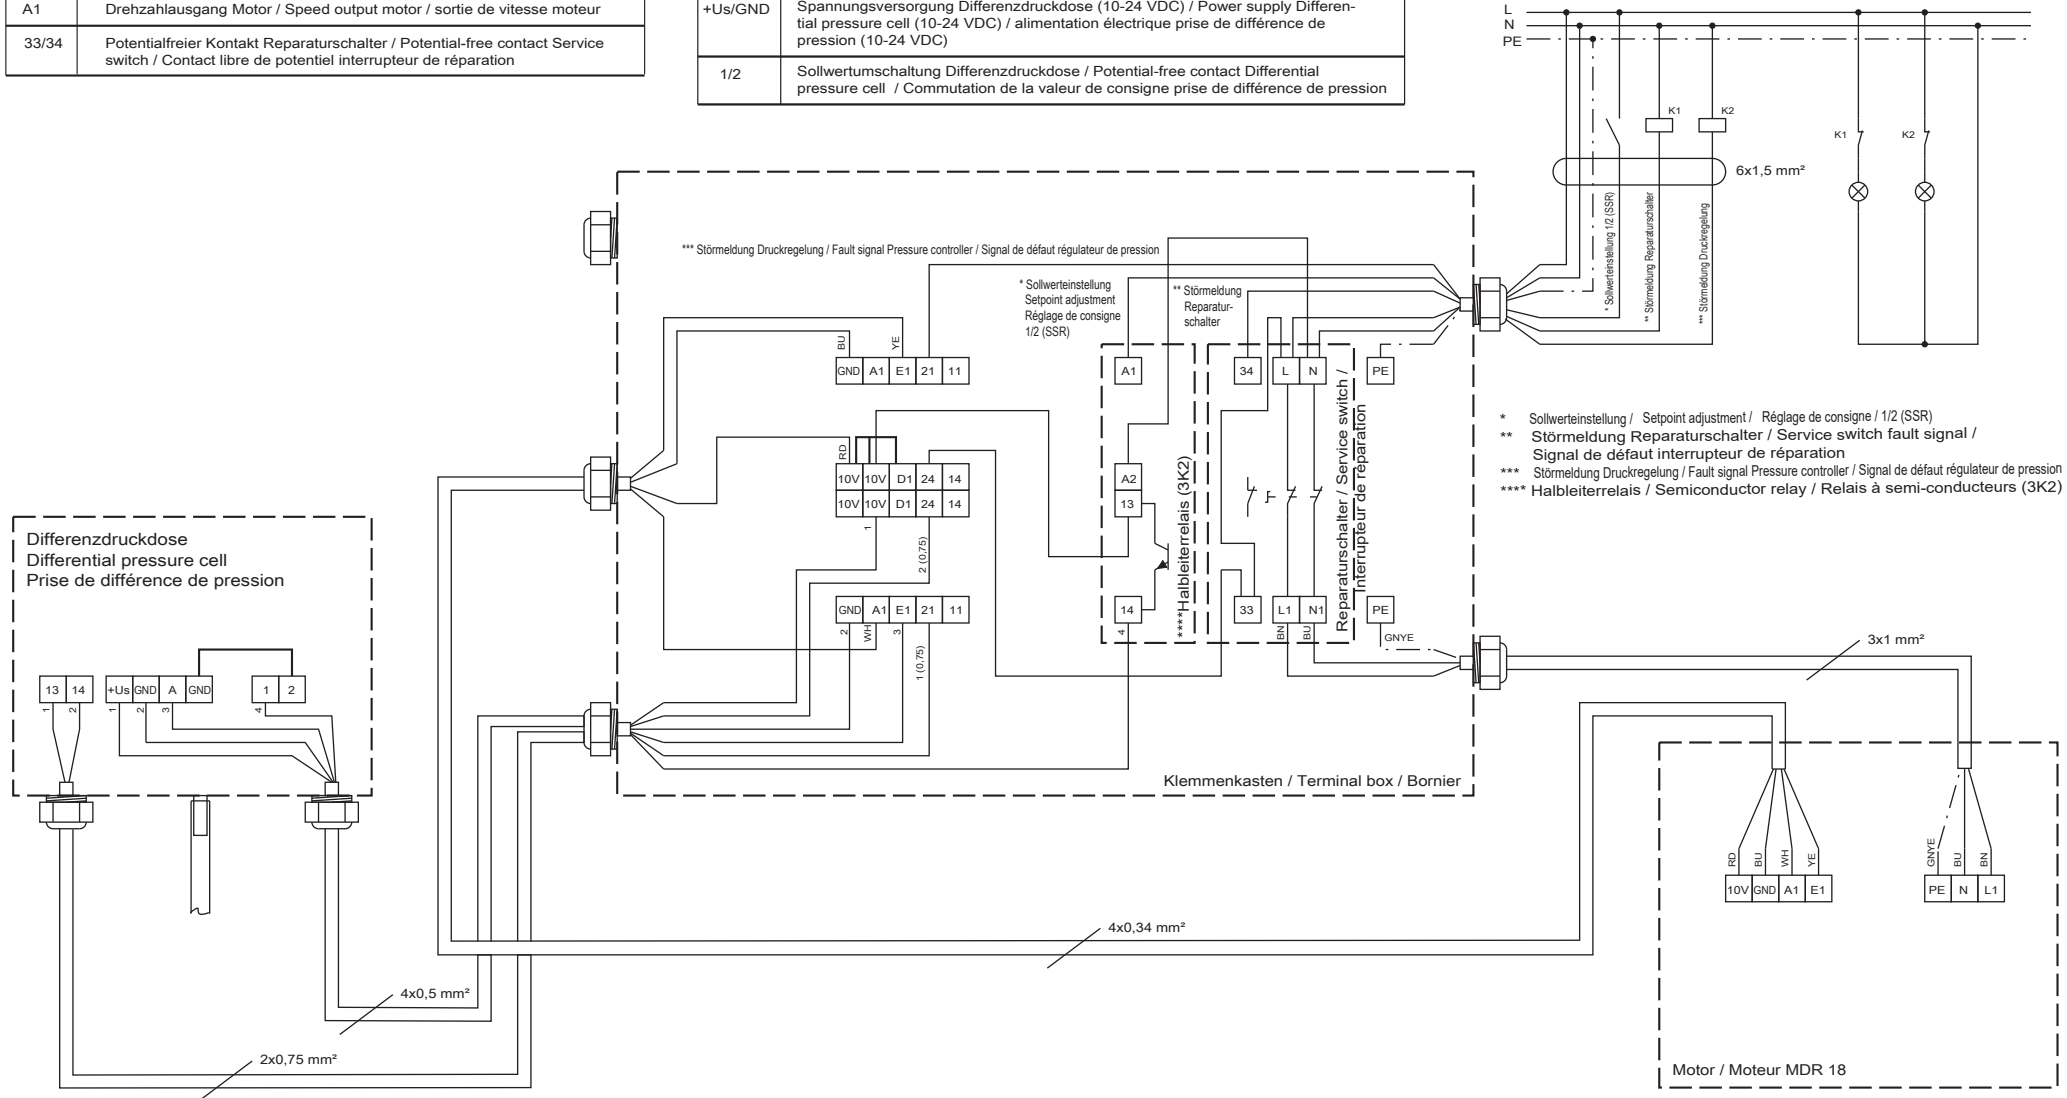 A1 Drehzahlausgang Motor / Speed output motor / sortie de vitesse moteur
33/34 Potentialfreier Kontakt Reparaturschalter / Potential-free contact Service
switch / Contact libre de potentiel interrupteur de réparation
+Us/GND Spannungsversorgung Differenzdruckdose (10-24 VDC) / Power supply Differen-
tial pressure cell (10-24 VDC) / alimentation électrique prise de différence de
pression (10-24 VDC)
1/2 Sollwertumschaltung Differenzdruckdose / Potential-free contact Differential
pressure cell / Commutation de la valeur de consigne prise de différence de pression
L
N
PE
K1 K2
K1 K2
6x1,5 mm²
* Sollwerteinstellung 1/2 (SSR)
** Störmeldung Reparaturschalter
*** Störmeldung Druckregelung
*** Störmeldung Druckregelung / Fault signal Pressure controller / Signal de défaut régulateur de pression
* Sollwerteinstellung
Setpoint adjustment
Réglage de consigne
1/2 (SSR)
** Störmeldung
Reparatur-
schalter
BU YE
GND A1 E1 21 11
A1
34 L N PE
RD
10V 10V D1 24 14
10V 10V D1 24 14
1 2 (0,75)
A2
13
14
4
****Halbleiterrelais (3K2)
Reparaturschalter / Service switch /
Interrupteur de réparation
GND A1 E1 21 11
2 WH 3 1 (0,75)
33 L1 N1 PE
BN BU GNYE
* Sollwerteinstellung / Setpoint adjustment / Réglage de consigne / 1/2 (SSR)
** Störmeldung Reparaturschalter / Service switch fault signal /
Signal de défaut interrupteur de réparation
*** Störmeldung Druckregelung / Fault signal Pressure controller / Signal de défaut régulateur de pression
**** Halbleiterrelais / Semiconductor relay / Relais à semi-conducteurs (3K2)
Differenzdruckdose
Differential pressure cell
Prise de différence de pression
13 14 +Us GND A GND 1 2
1 2 1 2 3 4
3x1 mm²
Klemmenkasten / Terminal box / Bornier
RD BU WH YE
10V GND A1 E1
GNYE BU BN
PE N L1
4x0,34 mm²
4x0,5 mm²
2x0,75 mm²
Motor / Moteur MDR 18